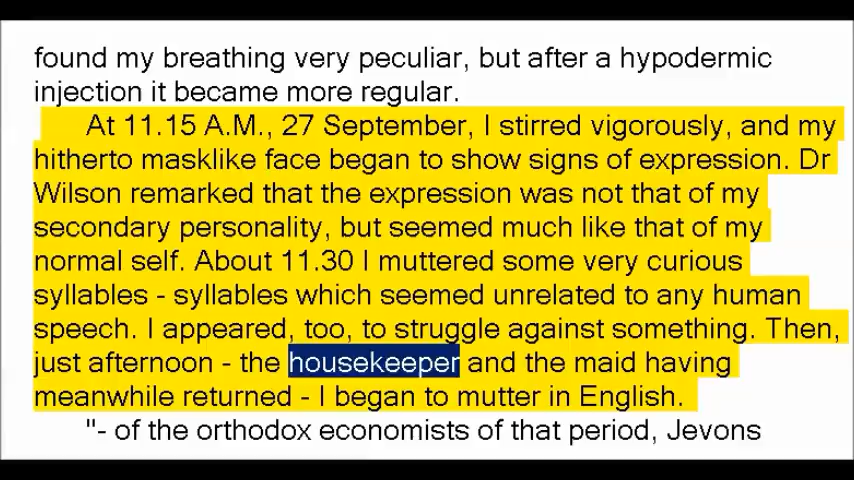 found my breathing very peculiar, but after a hypodermic
injection it became more regular.
At 11.15 A.M., 27 September, I stirred vigorously, and my
hitherto masklike face began to show signs of expression. Dr
Wilson remarked that the expression was not that of my
secondary personality, but seemed much like that of my
normal self. About 11.30 I muttered some very curious
syllables - syllables which seemed unrelated to any human
speech. I appeared, too, to struggle against something. Then,
just afternoon - the housekeeper and the maid having
meanwhile returned - I began to mutter in English.
"- of the orthodox economists of that period, Jevons